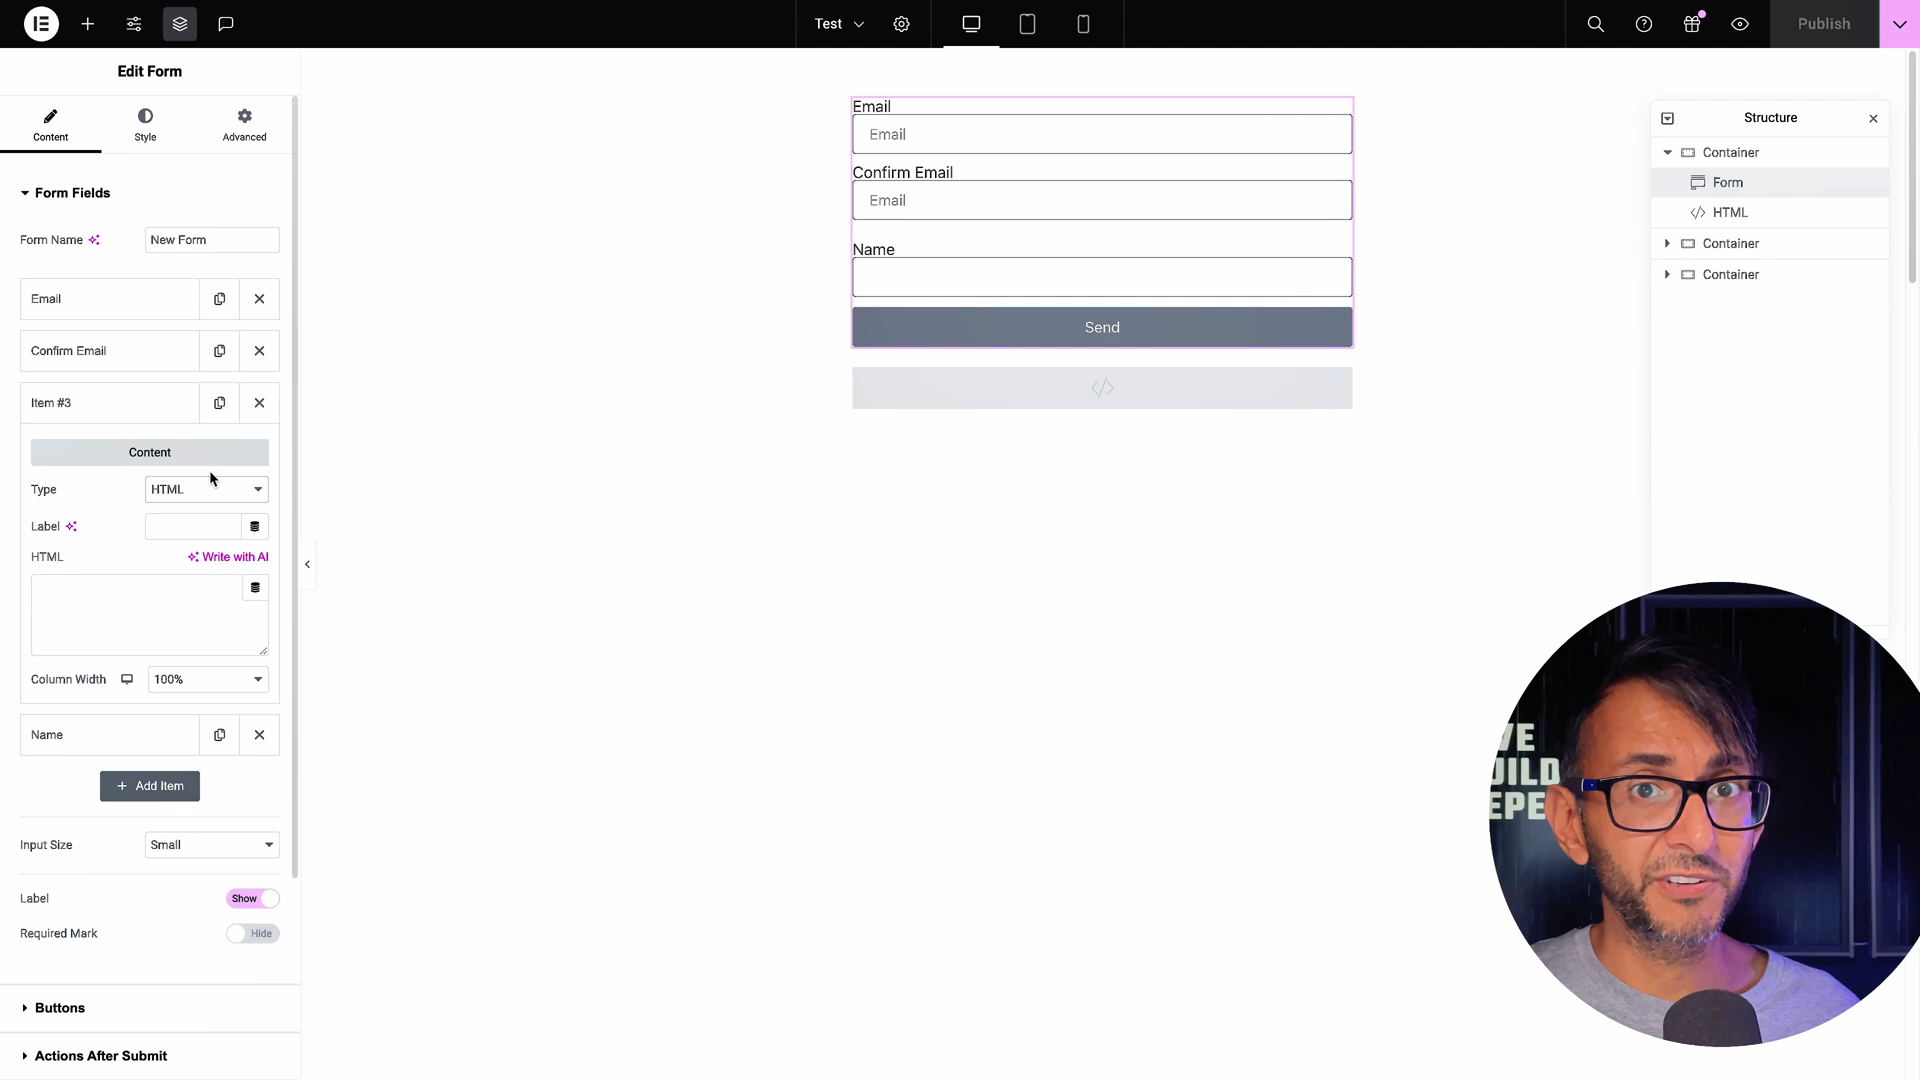 Test
Publish
Edit Form
Content
Style
Advanced
Form Fields
Form Name
New Form
Email
Confirm Email
Item #3
Content
Type
HTML
Label
HTML
Write with AI
Column Width
100%
Name
+ Add Item
Input Size
Small
Label
Show
Required Mark
Hide
Buttons
Actions After Submit
Email
Email
Confirm Email
Email
Name
Send
</>
Structure
Container
Form
</> HTML
Container
Container